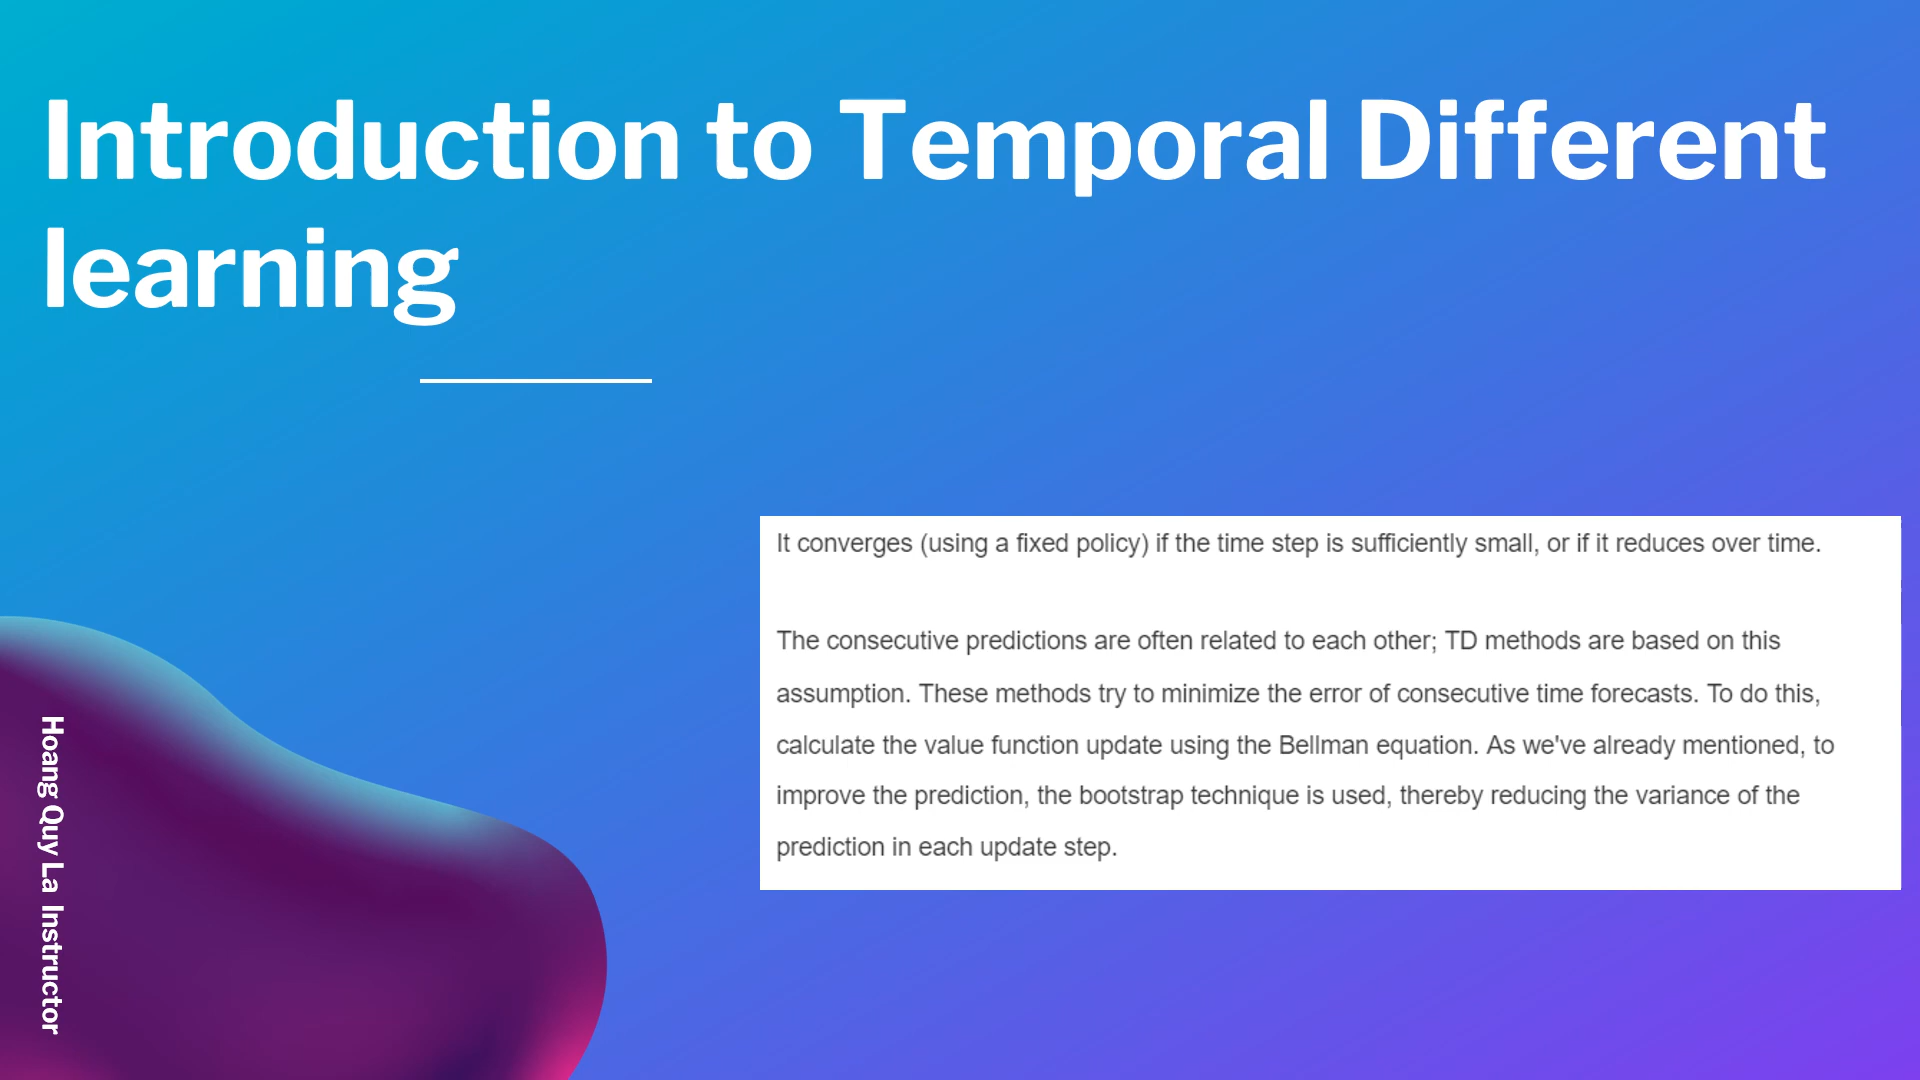 Introduction to Temporal Different
learning
It converges (using a fixed policy) if the time step is sufficiently small, or if it reduces over time.
The consecutive predictions are often related to each other; TD methods are based on this
assumption. These methods try to minimize the error of consecutive time forecasts. To do this,
calculate the value function update using the Bellman equation. As we've already mentioned, to
improve the prediction, the bootstrap technique is used, thereby reducing the variance of the
prediction in each update step.
Hoang Quy La Instructor